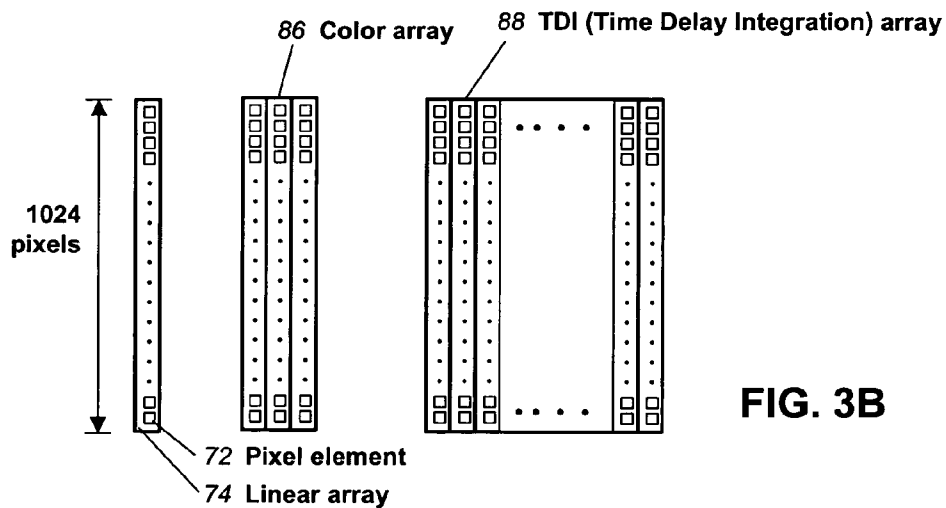 86 Color array
88 TDI (Time Delay Integration) array
1024
pixels
FIG. 3B
72 Pixel element
74 Linear array